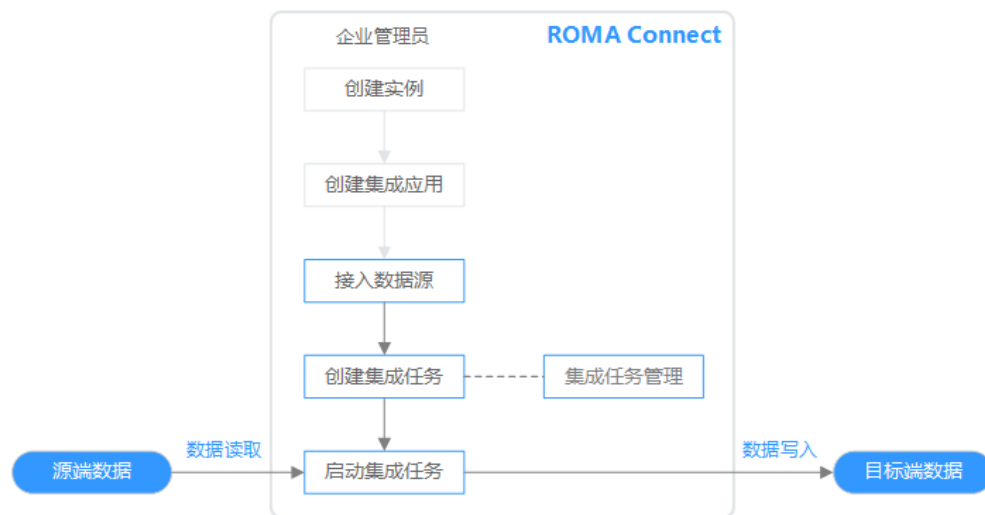 企业管理员
ROMA Connect
创建实例
创建集成应用
接入数据源
创建集成任务
集成任务管理
数据读取
数据写入
源端数据
启动集成任务
目标端数据